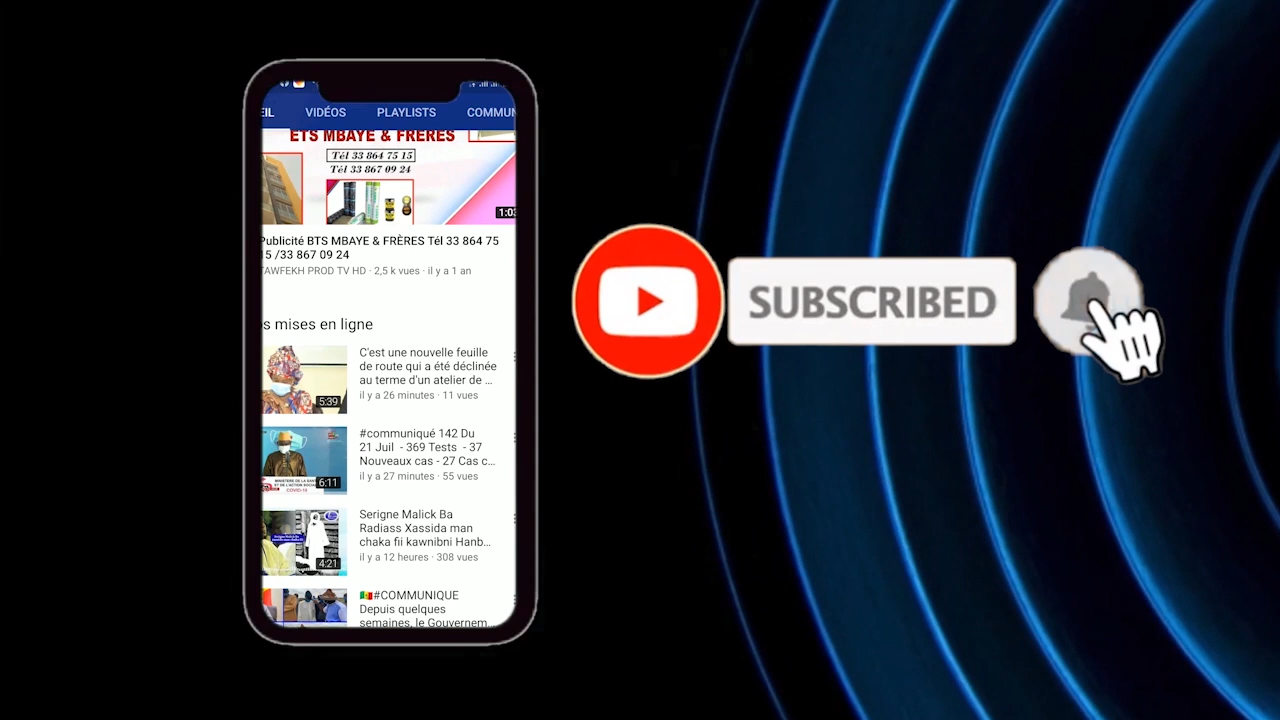 EIL VIDÉOS PLAYLISTS COMMUN
ETS MBAYE & FRERES
Tél 33 864 75 15
Tél 33 867 09 24
1:03
Publicité BTS MBAYE & FRÈRES Tél 33 864 75
15 /33 867 09 24
TAWFEKH PROD TV HD · 2,5 k vues · il y a 1 an
s mises en ligne
C'est une nouvelle feuille
de route qui a été déclinée
au terme d'un atelier de ...
il y a 26 minutes · 11 vues
5:39
#communiqué 142 Du
21 Juil - 369 Tests - 37
Nouveaux cas - 27 Cas c...
il y a 27 minutes · 55 vues
6:11
Serigne Malick Ba
Radiass Xassida man
chaka fii kawnibni Hanb...
il y a 12 heures · 308 vues
4:21
#COMMUNIQUE
Depuis quelques
semaines, le Gouvernem...
SUBSCRIBED